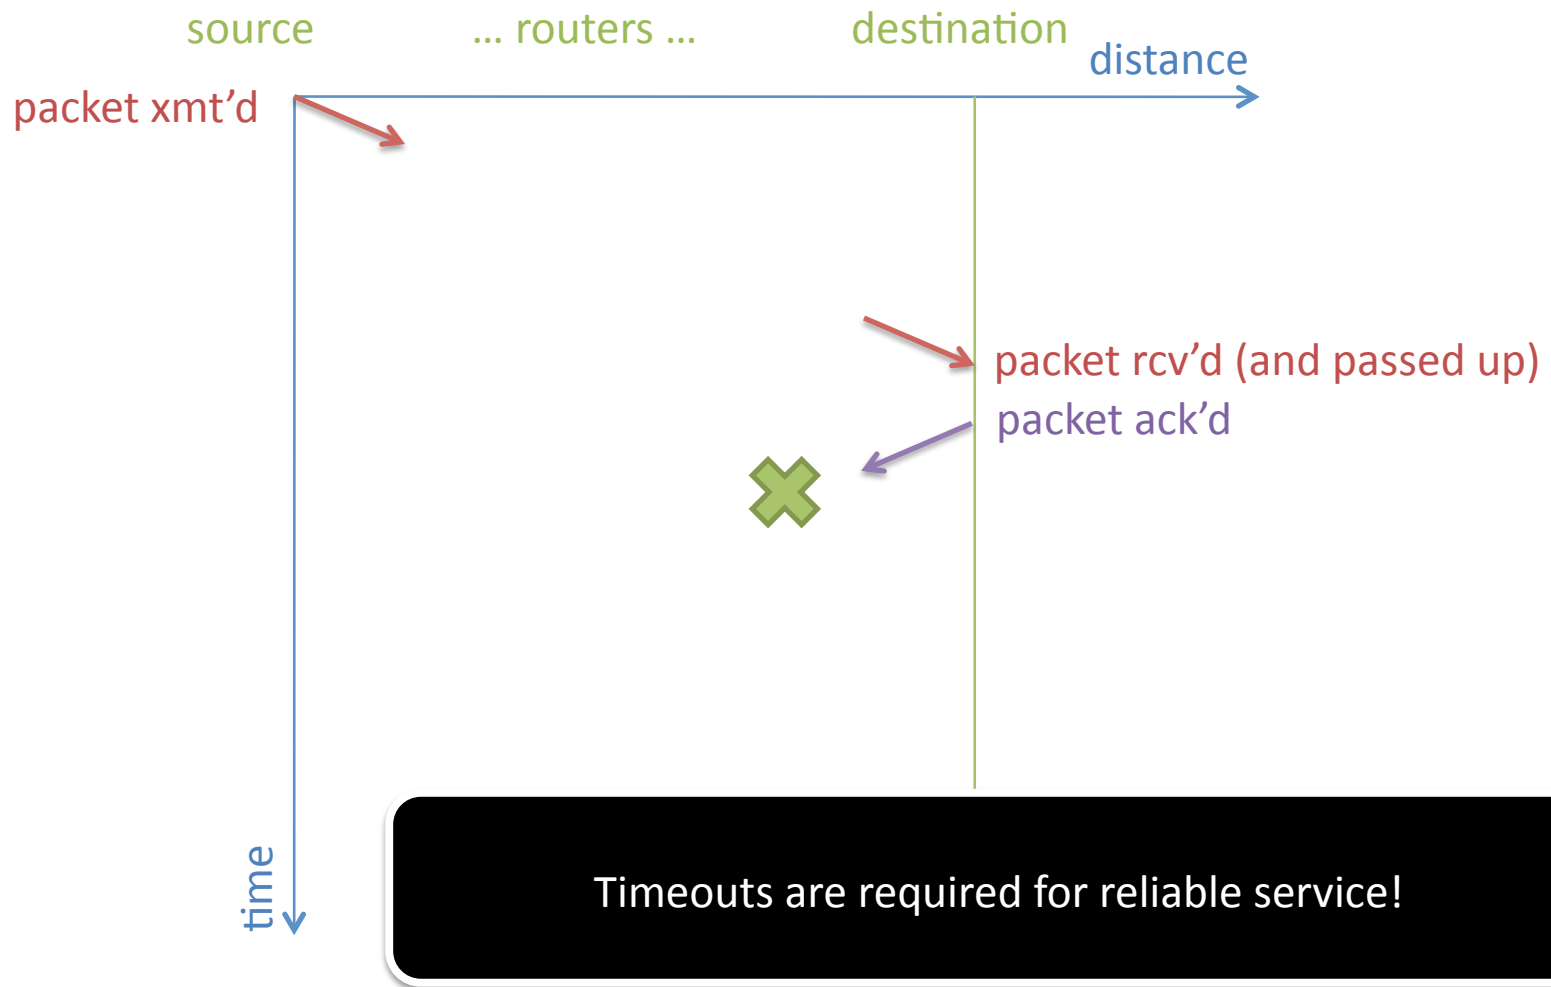 source
... routers ...
destination
distance
packet xmt’d
packet rcv’d (and passed up)
packet ack’d
time
Timeouts are required for reliable service!